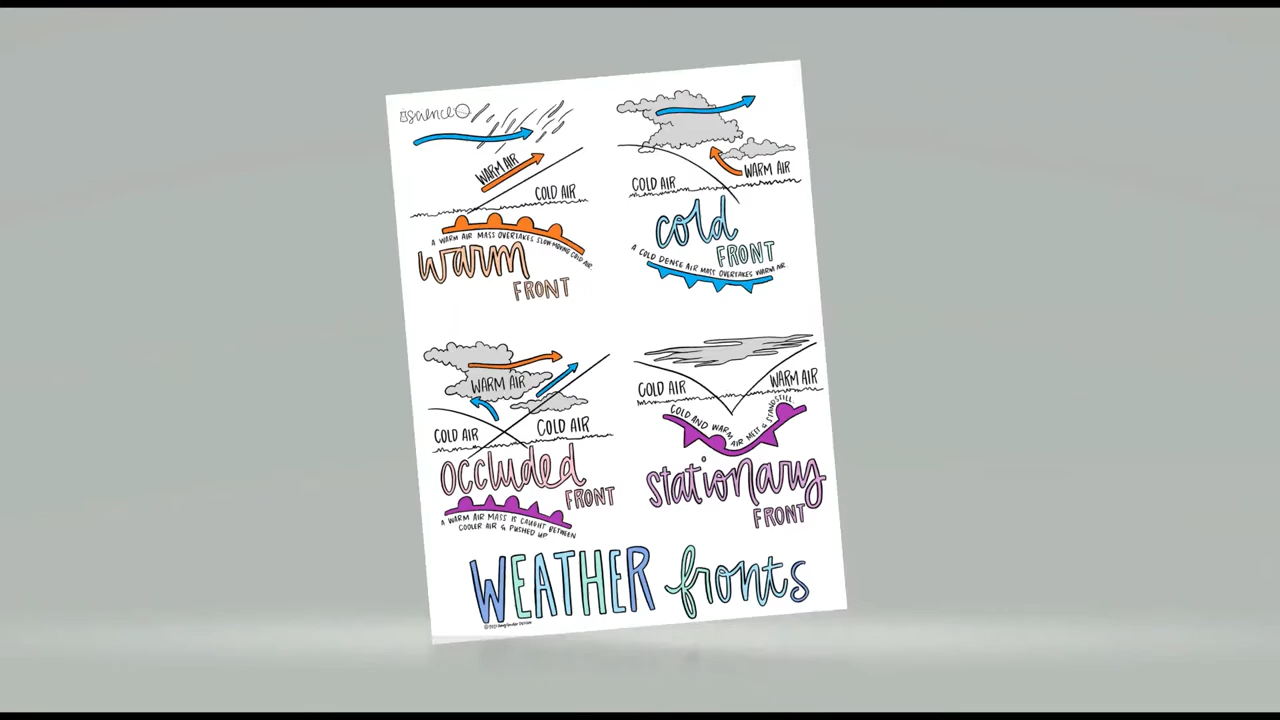 science
WARM AIR
COLD AIR
A WARM AIR MASS OVERTAKES SLOW MOVING COLD AIR.
warm
FRONT
COLD AIR
WARM AIR
cold
FRONT
A COLD DENSE AIR MASS OVERTAKES WARM AIR.
WARM AIR
COLD AIR
COLD AIR
occluded
FRONT
A WARM AIR MASS IS CAUGHT BETWEEN
COOLER AIR & PUSHED UP
COLD AIR
WARM AIR
COLD AND WARM AIR MEET & STANDSTILL.
stationary
FRONT
WEATHER fronts